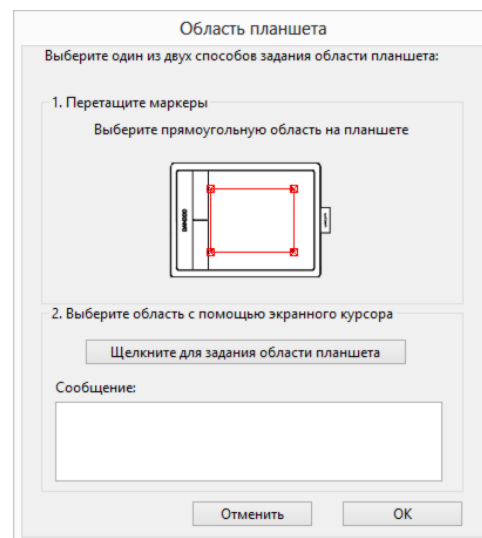 Область планшета
Выберите один из двух способов задания области планшета:
1. Перетащите маркеры
Выберите прямоугольную область на планшете
BAMBOO
2. Выберите область с помощью экранного курсора
Щелкните для задания области планшета
Сообщение:
Отменить
OK